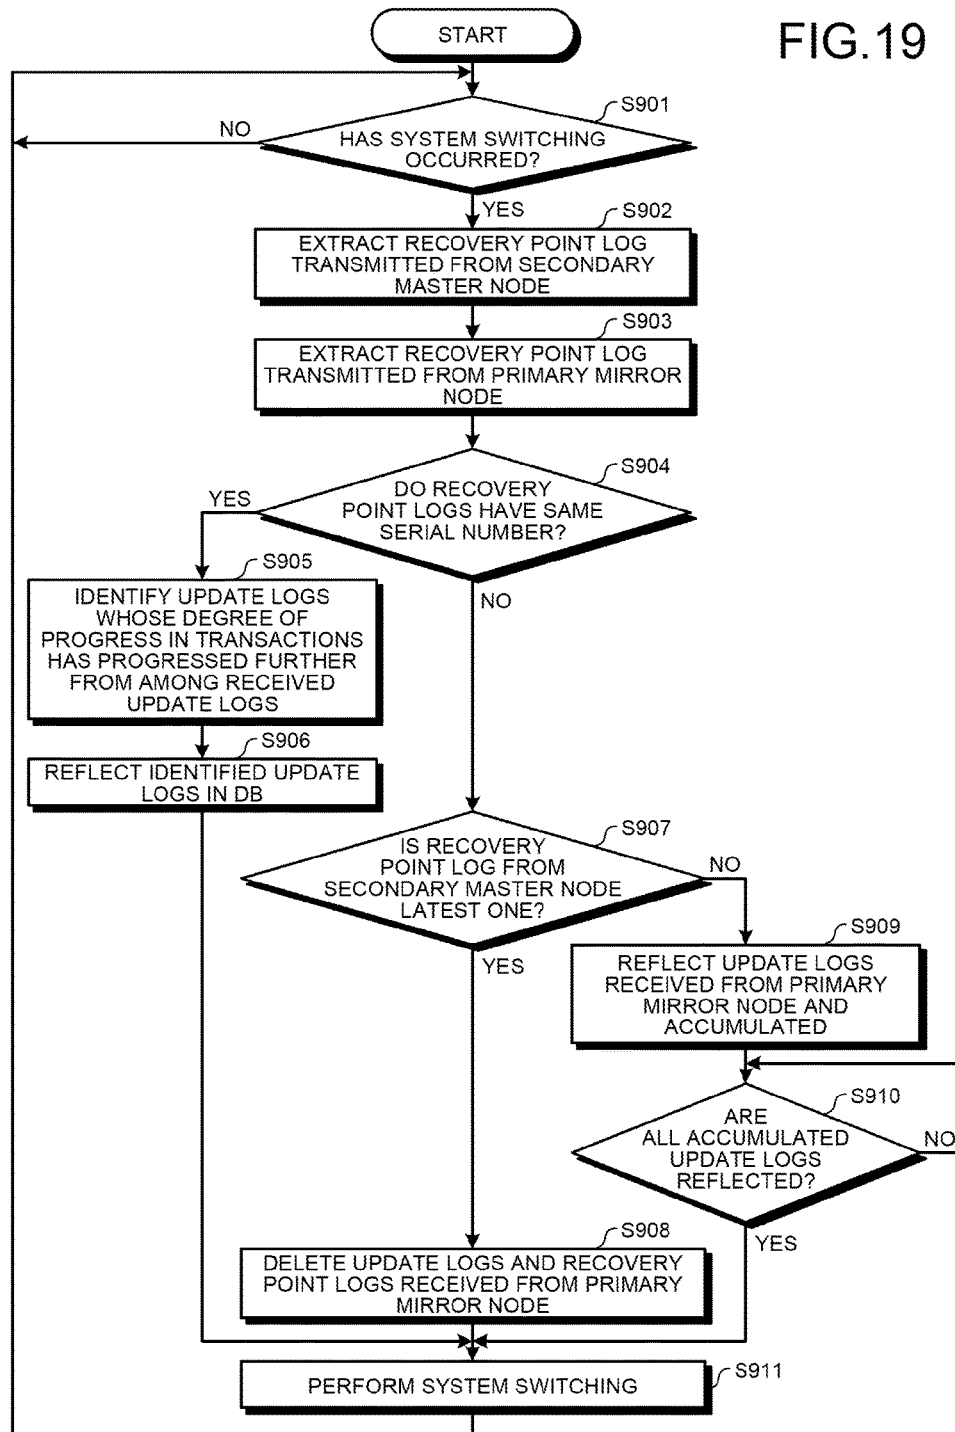 FIG.19
START
S901
NO
HAS SYSTEM SWITCHING
OCCURRED?
YES
S902
EXTRACT RECOVERY POINT LOG
TRANSMITTED FROM SECONDARY
MASTER NODE
S903
EXTRACT RECOVERY POINT LOG
TRANSMITTED FROM PRIMARY MIRROR
NODE
S904
YES
DO RECOVERY
POINT LOGS HAVE SAME
SERIAL NUMBER?
NO
S905
IDENTIFY UPDATE LOGS
WHOSE DEGREE OF
PROGRESS IN TRANSACTIONS
HAS PROGRESSED FURTHER
FROM AMONG RECEIVED
UPDATE LOGS
S906
REFLECT IDENTIFIED UPDATE
LOGS IN DB
S907
IS RECOVERY
POINT LOG FROM
SECONDARY MASTER NODE
LATEST ONE?
NO
YES
S909
REFLECT UPDATE LOGS
RECEIVED FROM PRIMARY
MIRROR NODE AND
ACCUMULATED
S910
ARE
ALL ACCUMULATED
UPDATE LOGS
REFLECTED?
NO
YES
S908
DELETE UPDATE LOGS AND RECOVERY
POINT LOGS RECEIVED FROM PRIMARY
MIRROR NODE
S911
PERFORM SYSTEM SWITCHING